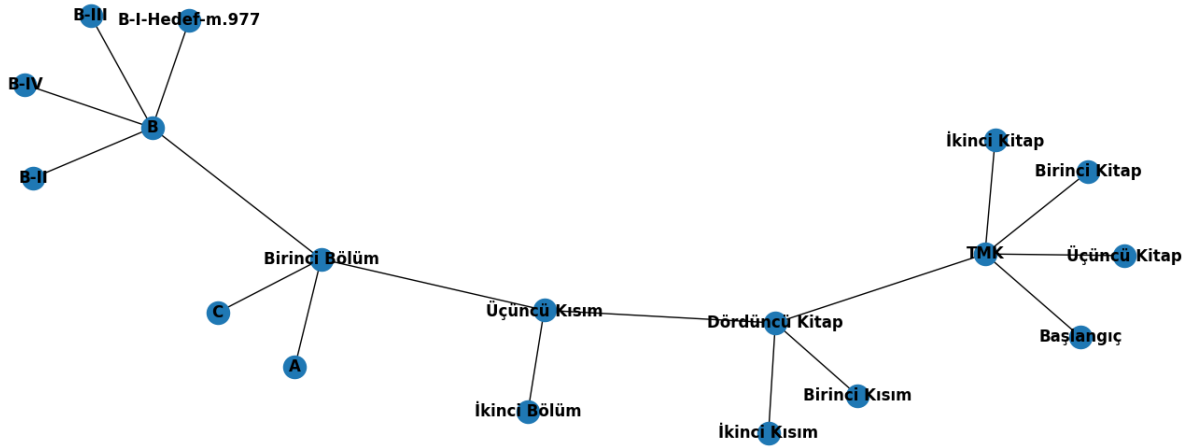 B-III
B-I-Hedef-m.977
B-IV
B
B-II
İkinci Kitap
Birinci Kitap
TMK
Üçüncü Kitap
Birinci Bölüm
C
Üçüncü Kısım
Dördüncü Kitap
Başlangıç
A
İkinci Bölüm
Birinci Kısım
İkinci Kısım